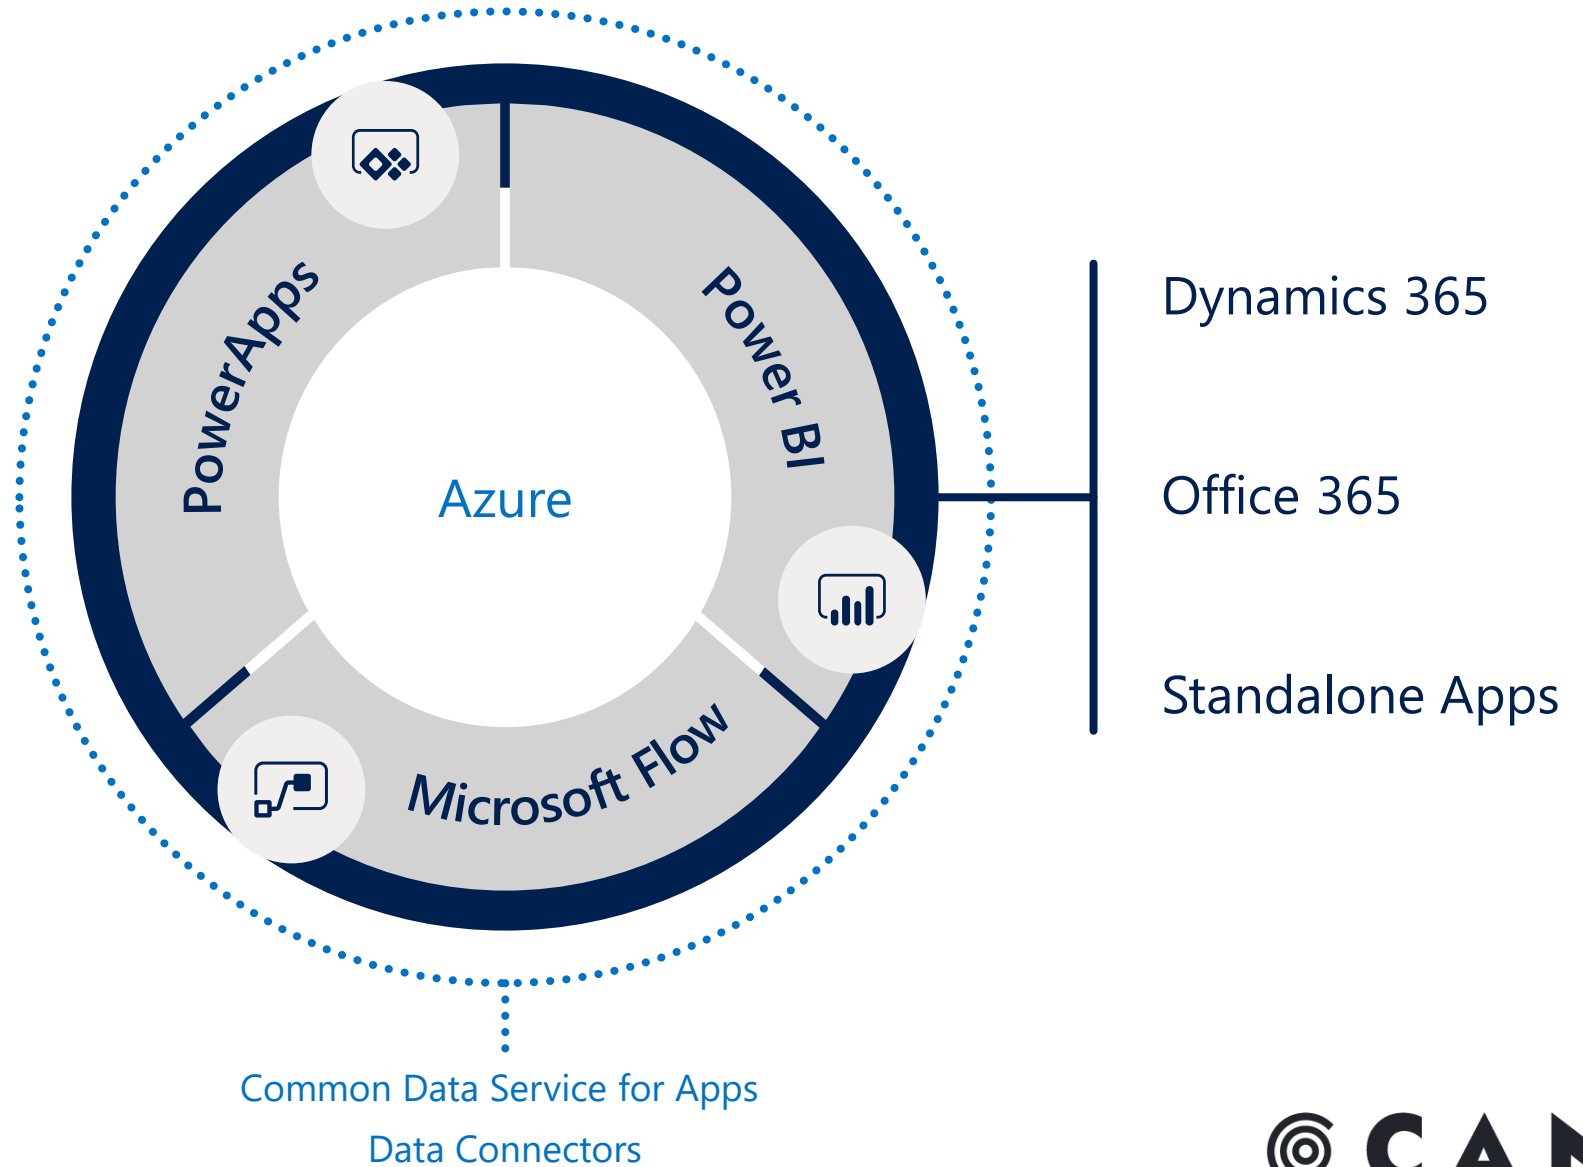 PowerApps
Power BI
Azure
Microsoft Flow
Dynamics 365
Office 365
Standalone Apps
Common Data Service for Apps
Data Connectors